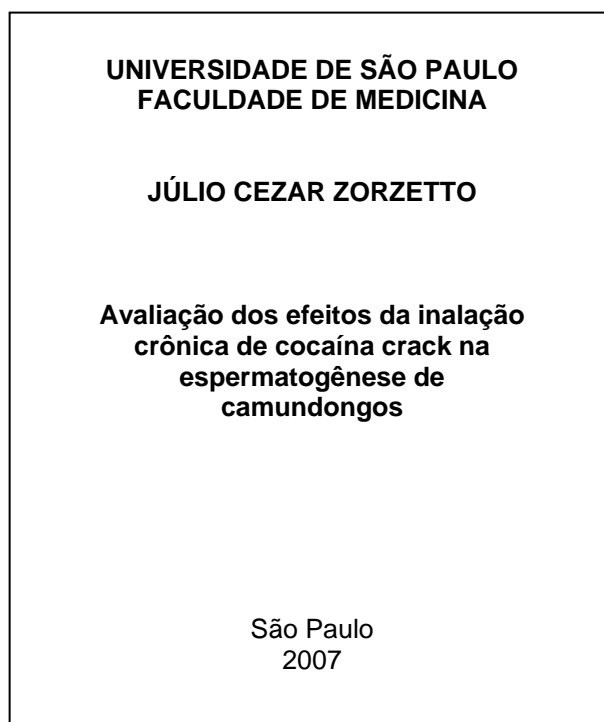 UNIVERSIDADE DE SÃO PAULO
FACULDADE DE MEDICINA
JÚLIO CEZAR ZORZETTO
Avaliação dos efeitos da inalação
crônica de cocaína crack na
espermatogênese de
camundongos
São Paulo
2007